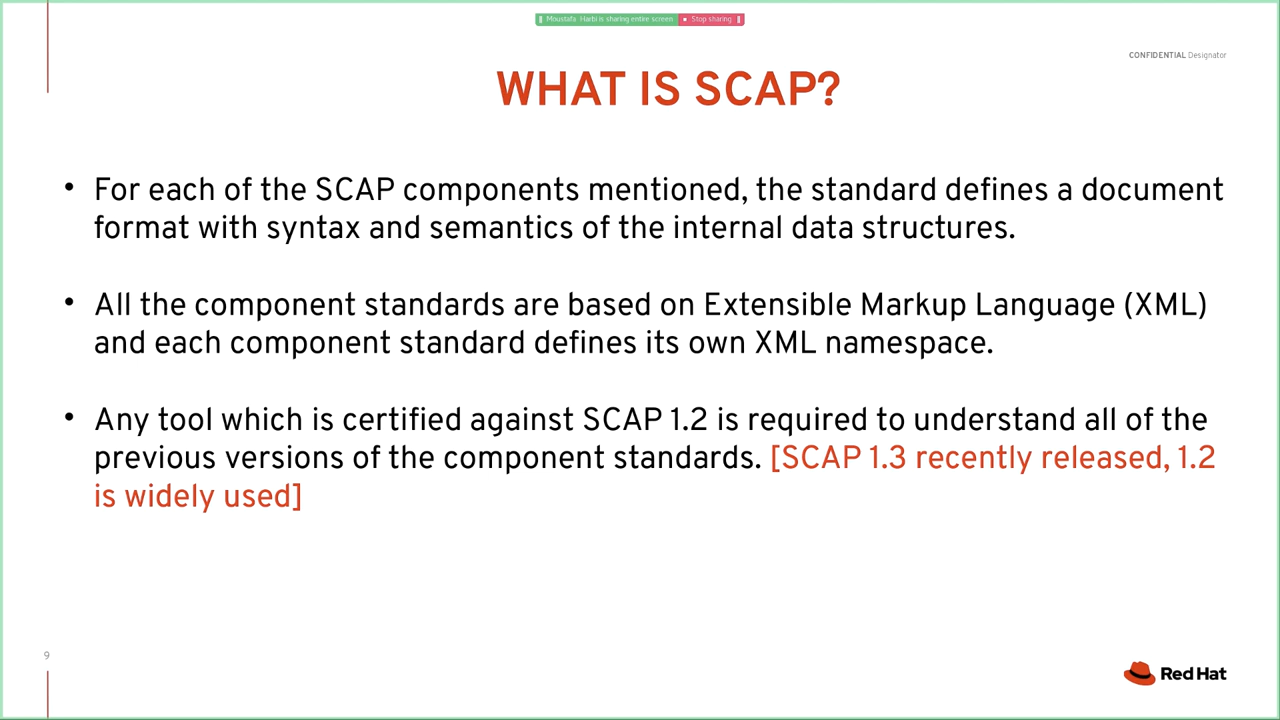 Moustafa Harbi is sharing entire screen Stop sharing
CONFIDENTIAL Designator
WHAT IS SCAP?
• For each of the SCAP components mentioned, the standard defines a document
format with syntax and semantics of the internal data structures.
• All the component standards are based on Extensible Markup Language (XML)
and each component standard defines its own XML namespace.
• Any tool which is certified against SCAP 1.2 is required to understand all of the
previous versions of the component standards. [SCAP 1.3 recently released, 1.2
is widely used]
9
Red Hat